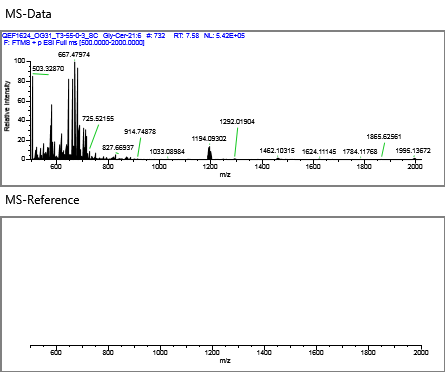 MS-Data
QEF1624_OG31_T3-55-0-3_SC Gly-Cer-21:6 #: 732 RT: 7.58 NL: 5.42E+05
F: FTMS + p ESI Full ms [500.0000-2000.0000]
667.47974
100
503.32870
80
Relative Intensity
60
40
725.52155
1292.01904
914.74878
1194.09302
1865.62561
20
827.66937
1033.08984
1462.10315
1624.11145
1784.11768
1995.13672
0
600 800 1000 1200 1400 1600 1800 2000
m/z
MS-Reference
600 800 1000 1200 1400 1600 1800 2000
m/z